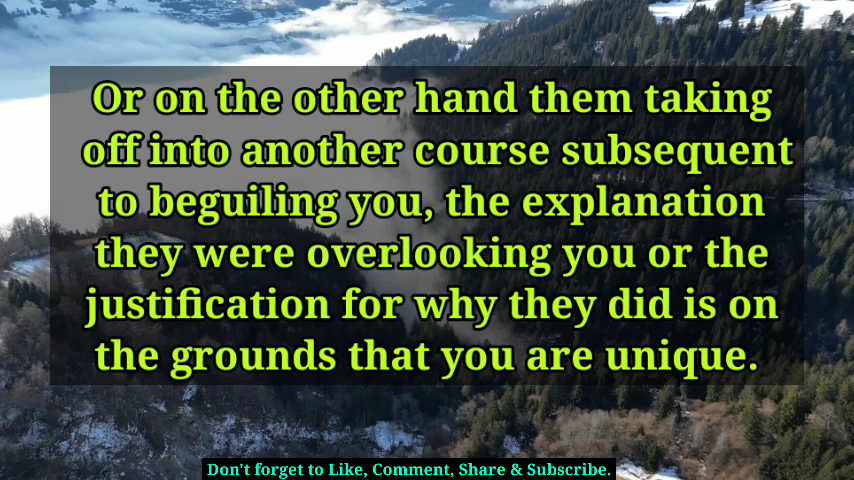 Or on the other hand them taking
off into another course subsequent
to beguiling you, the explanation
they were overlooking you or the
justification for why they did is on
the grounds that you are unique.
Don't forget to Like, Comment, Share & Subscribe.